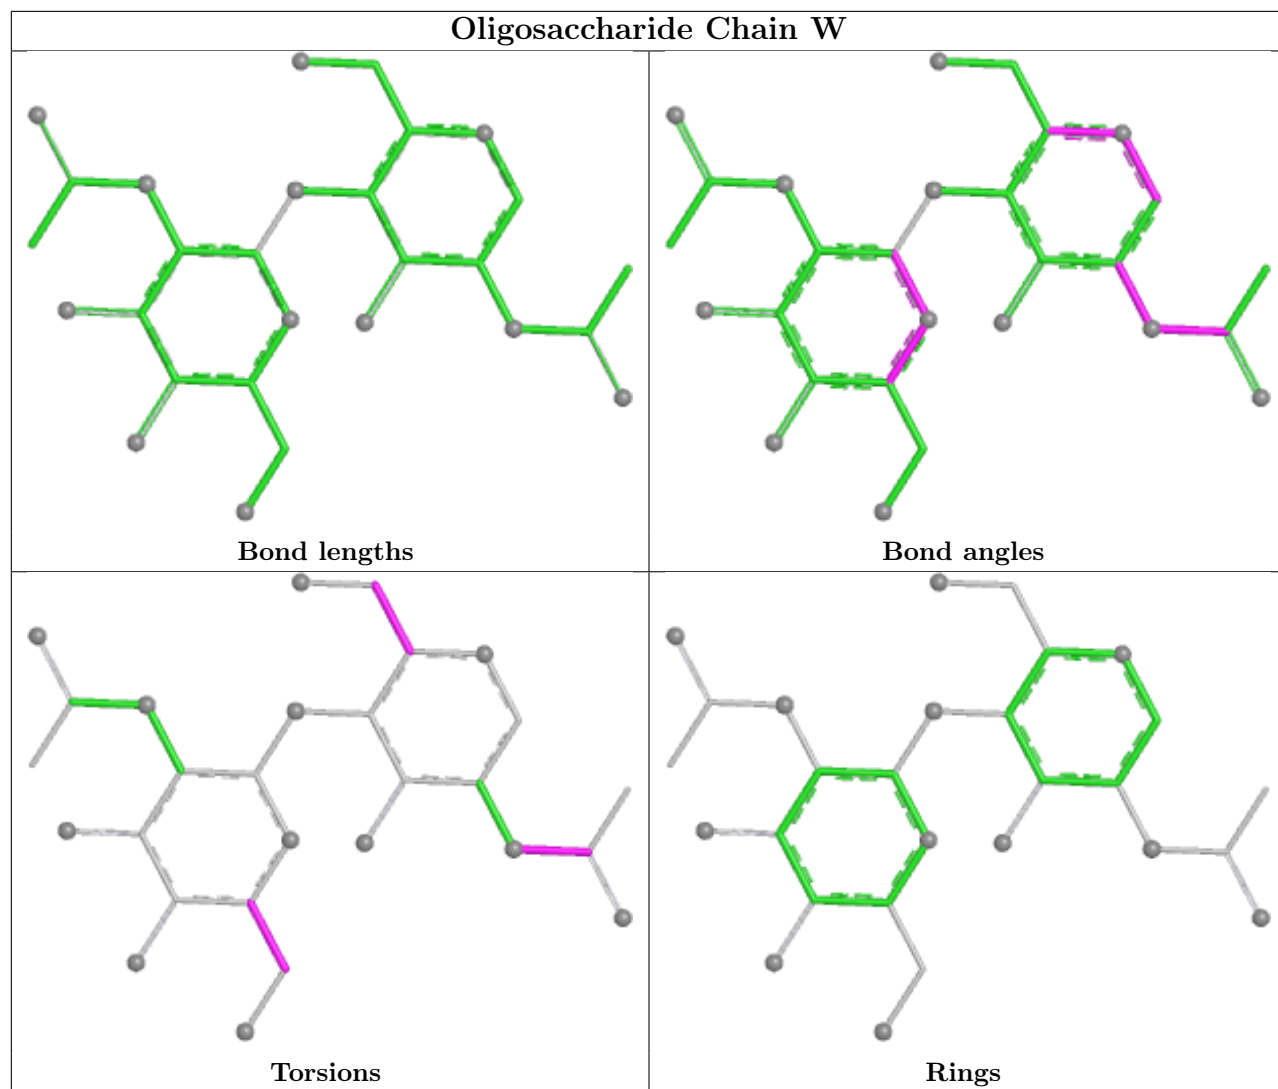 Oligosaccharide Chain W
Bond lengths
Bond angles
Torsions
Rings